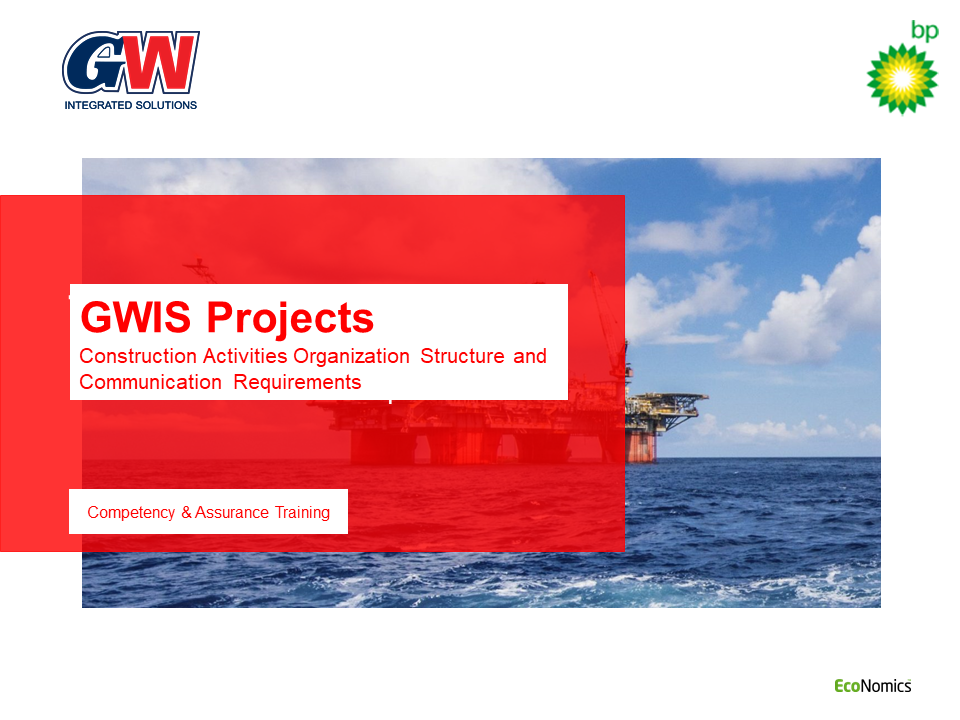 GW
INTEGRATED SOLUTIONS
bp
GWIS Projects
Construction Activities Organization Structure and
Communication Requirements
Competency & Assurance Training
EcoNomics